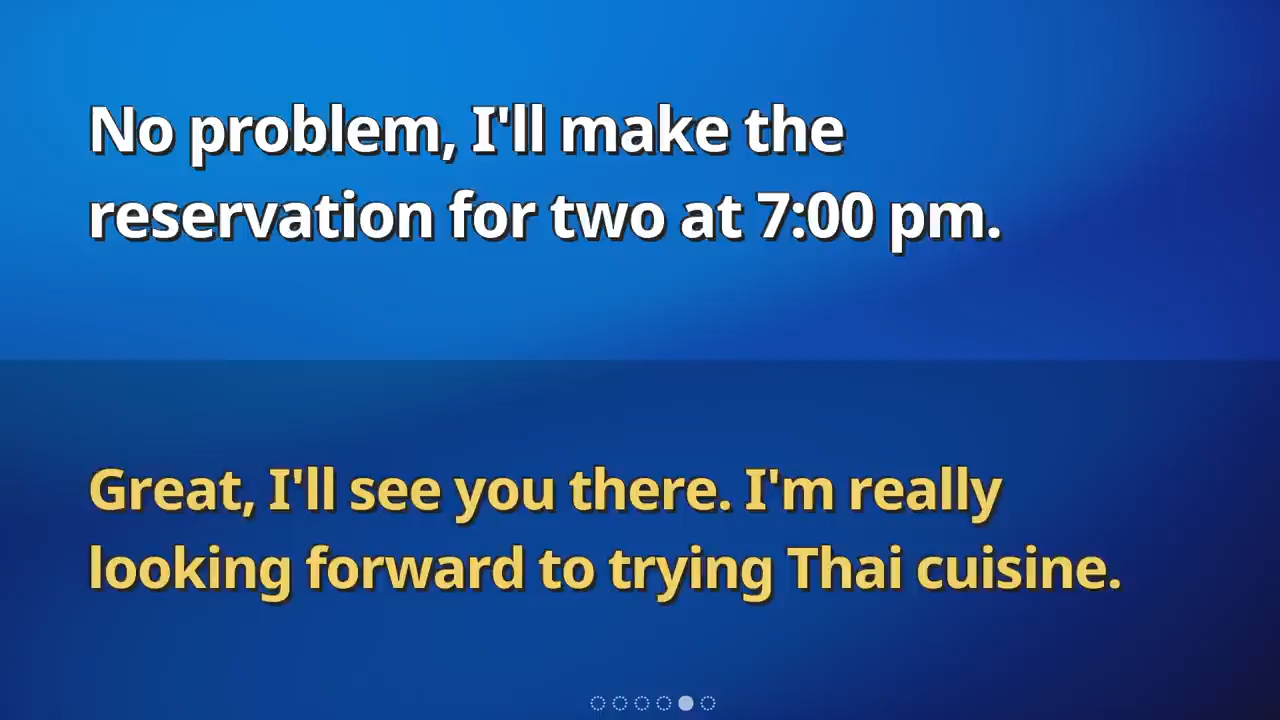 No problem, I'll make the
reservation for two at 7:00 pm.
Great, I'll see you there. I'm really
looking forward to trying Thai cuisine.